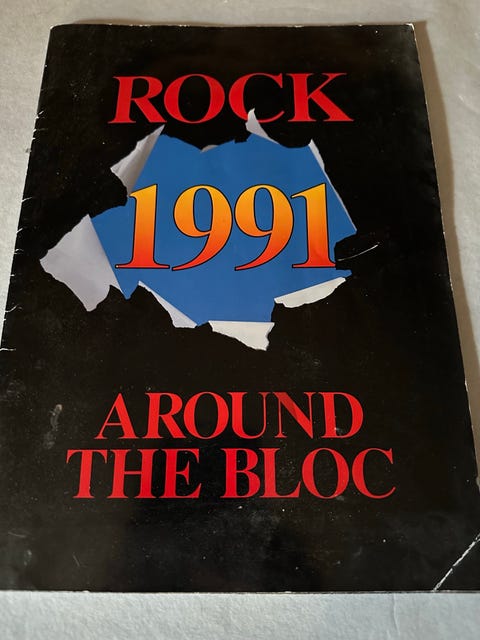 ROCK
1991
AROUND
THE BLOC